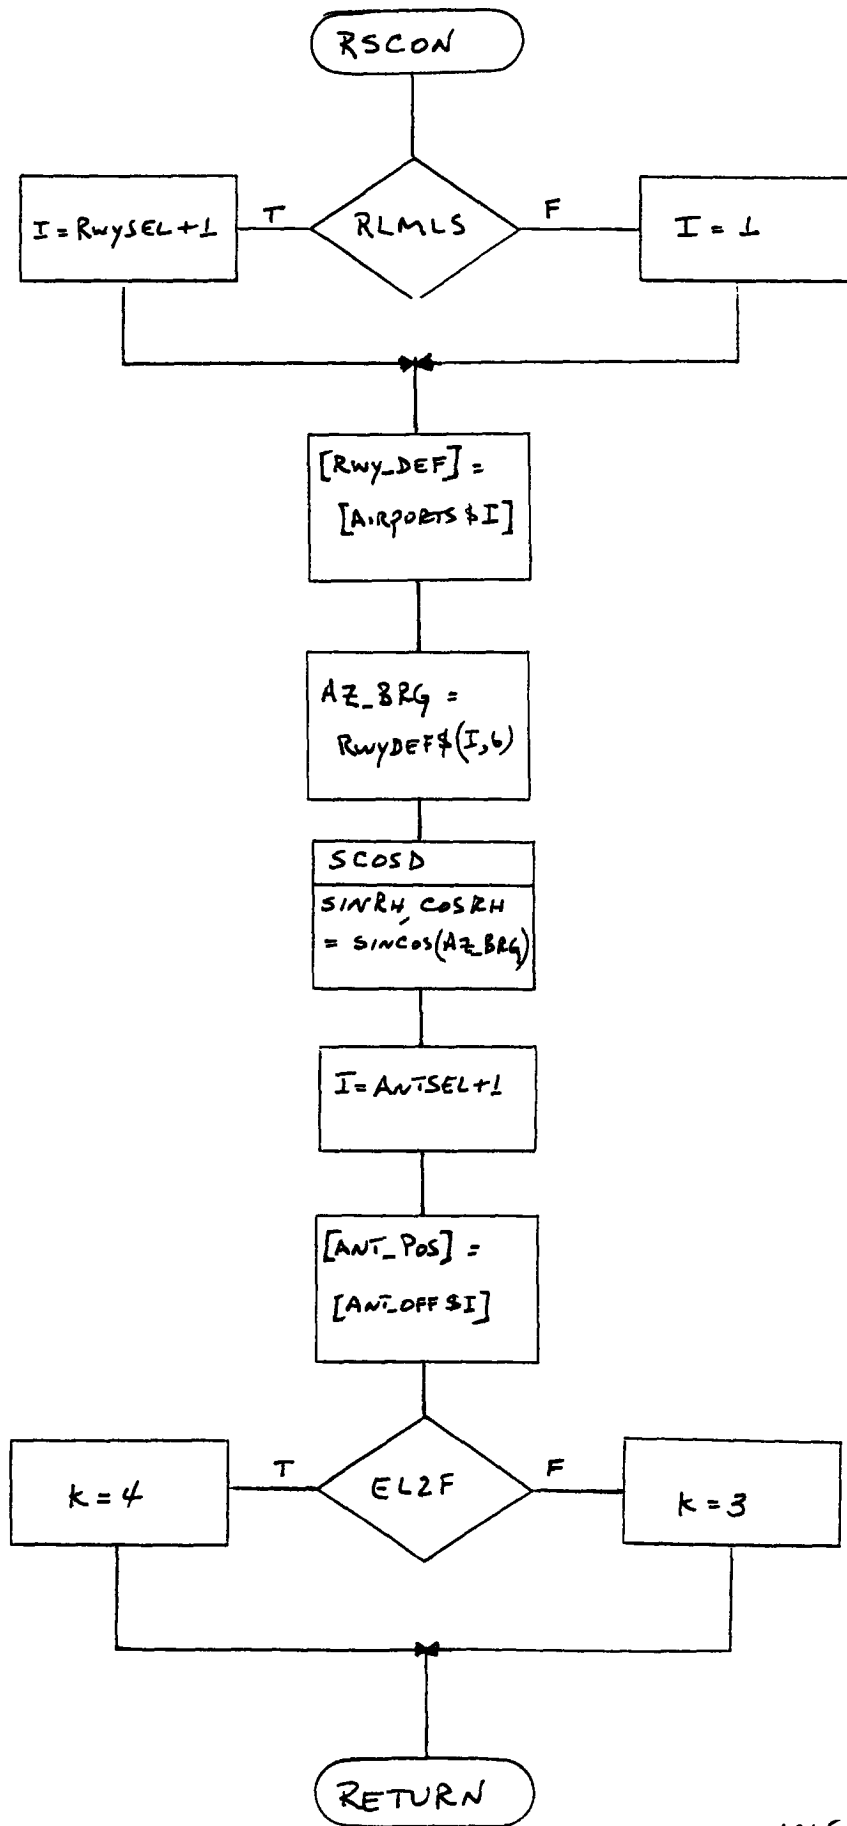 RSCON
I = RWYSEL + 1
T
RLMLS
F
I = 1
[RWY_DEF] =
[AIRPORTS$I]
AZ_BRG =
RWYDEF$(I,6)
SCOSD
SINRH, COSRH
= SINCOS(AZ_BRG)
I = ANTSEL + 1
[ANT_POS] =
[ANT_OFF$I]
K = 4
T
EL2F
F
K = 3
RETURN